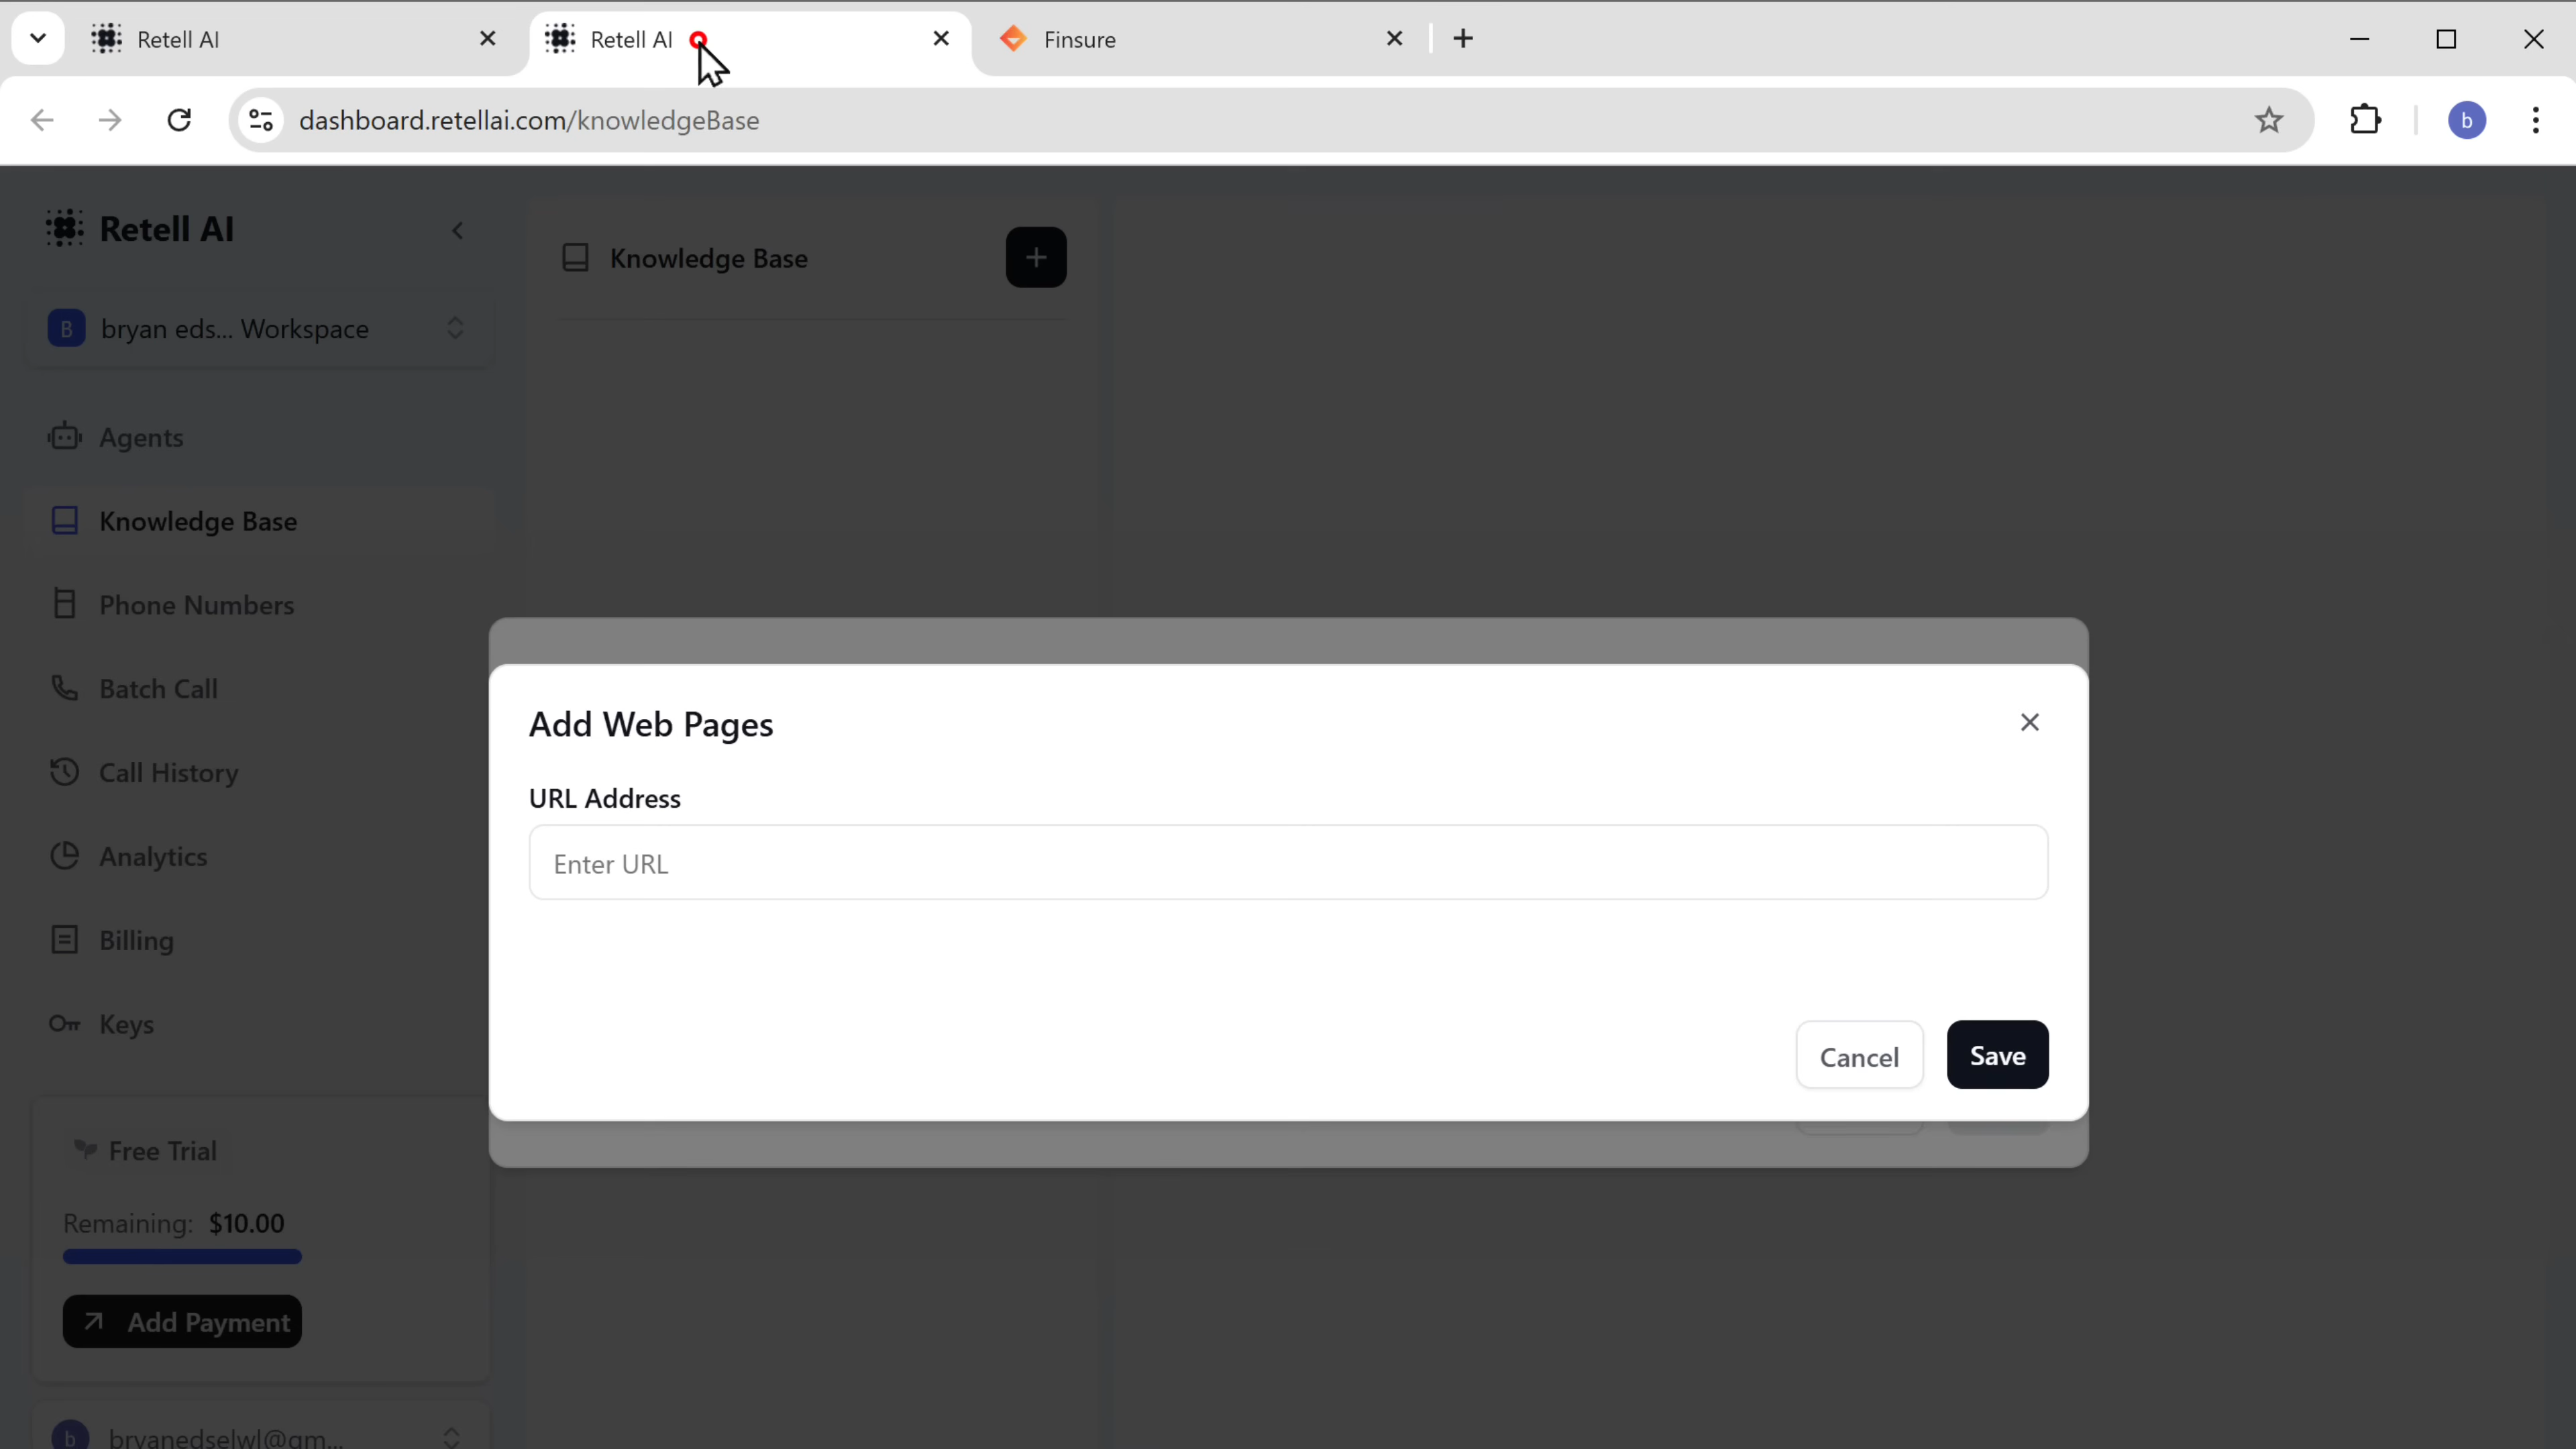 Retell AI
Retell AI
Finsure
dashboard.retellai.com/knowledgeBase
b
Retell AI
B bryan eds... Workspace
Agents
Knowledge Base
Phone Numbers
Batch Call
Call History
Analytics
Billing
Keys
Free Trial
Remaining: $10.00
Add Payment
b bryanedselwl@gm...
Knowledge Base
Add Web Pages
URL Address
Enter URL
Cancel
Save